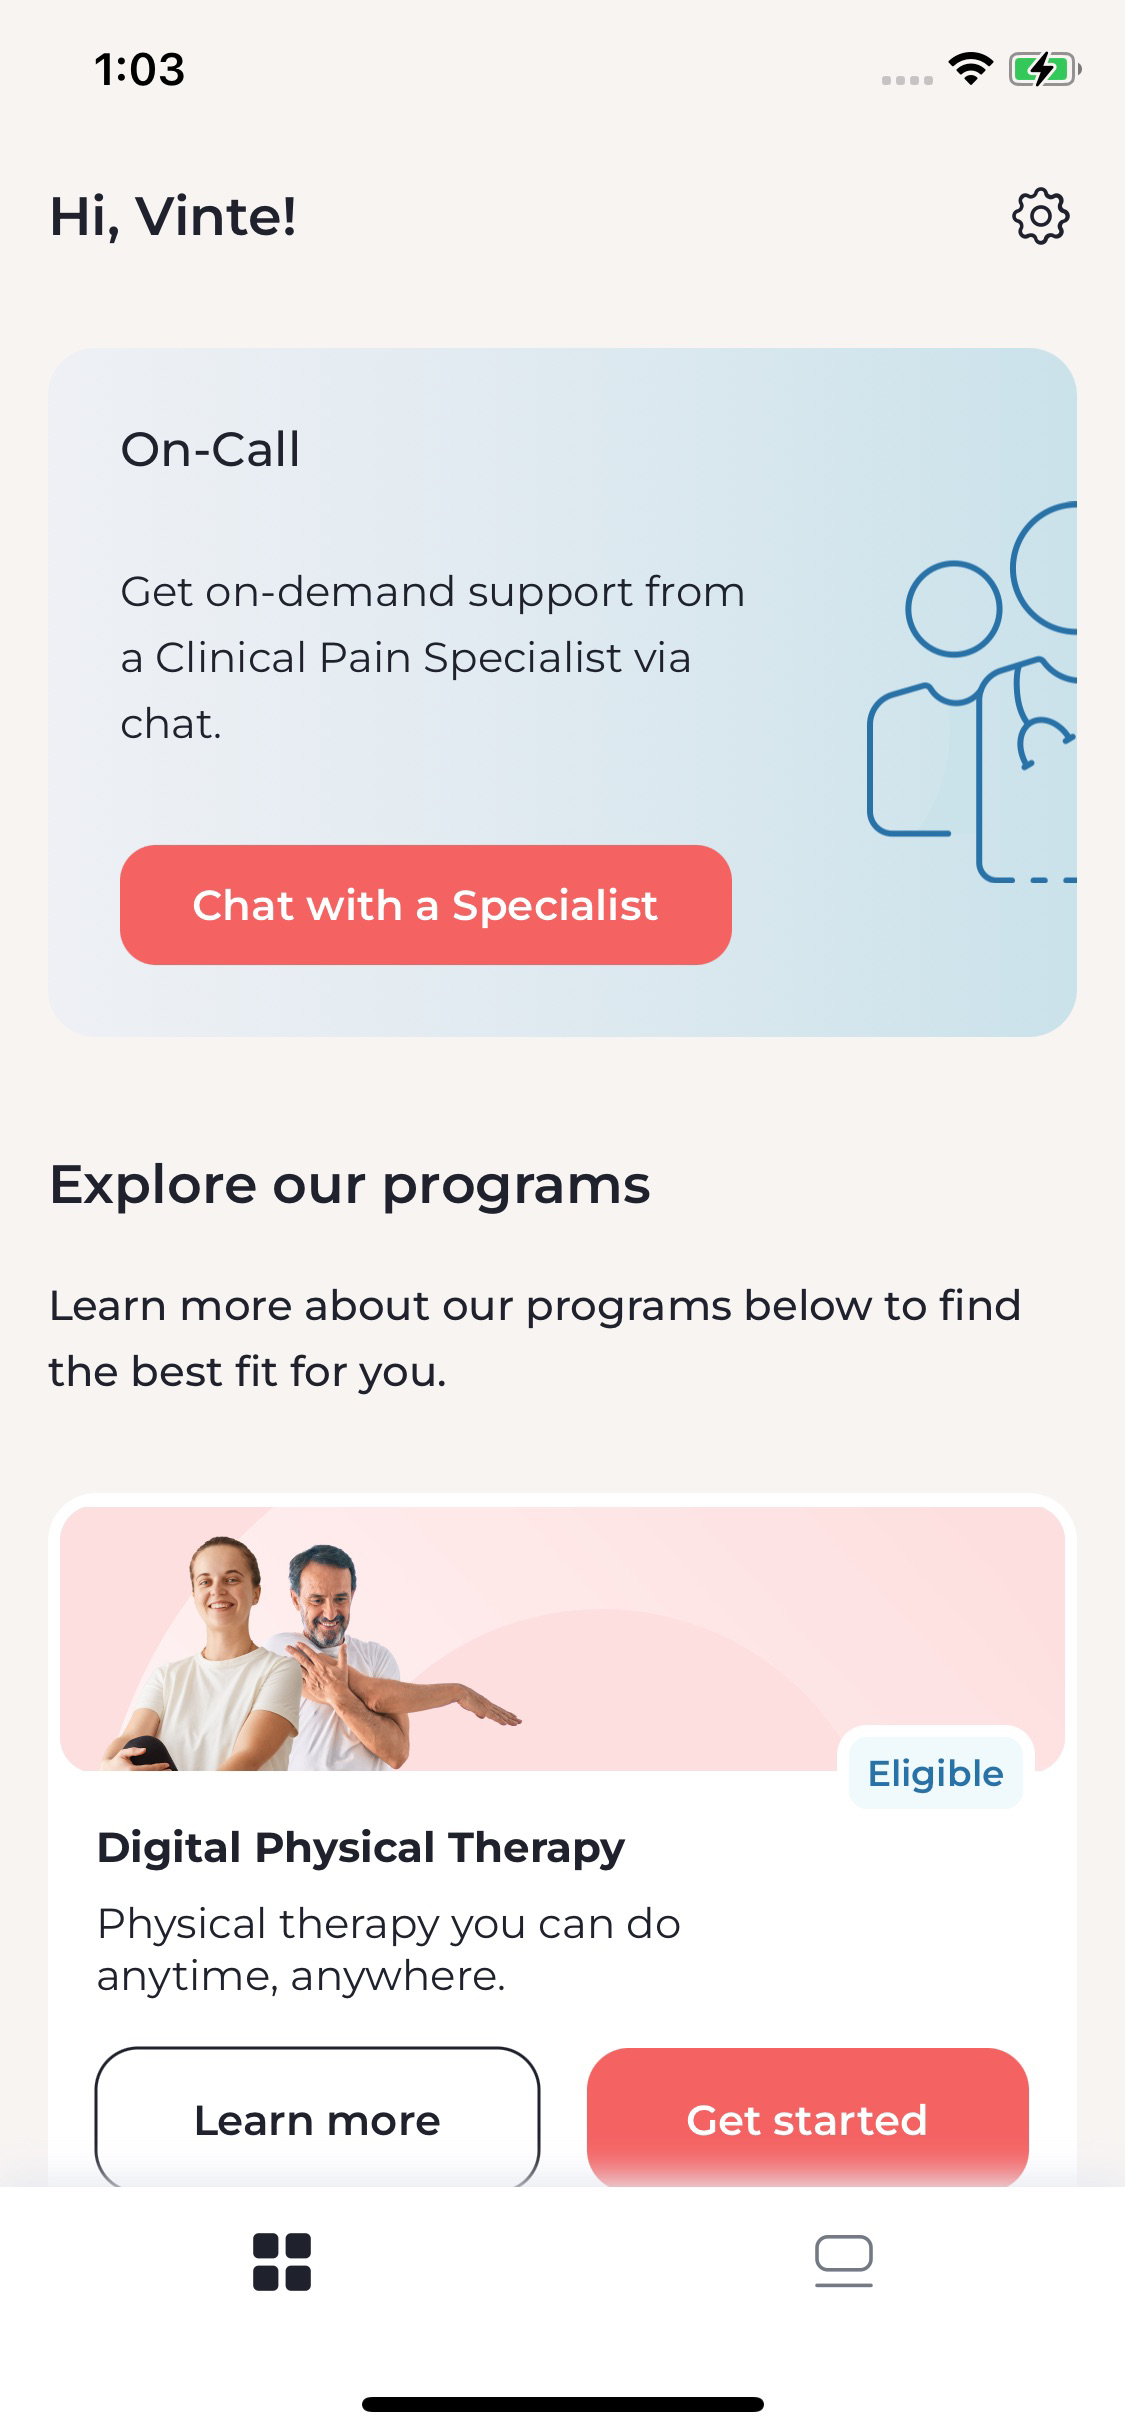 1:03
Hi, Vinte!
On-Call
Get on-demand support from
a Clinical Pain Specialist via
chat.
Chat with a Specialist
Explore our programs
Learn more about our programs below to find
the best fit for you.
Eligible
Digital Physical Therapy
Physical therapy you can do
anytime, anywhere.
Learn more
Get started